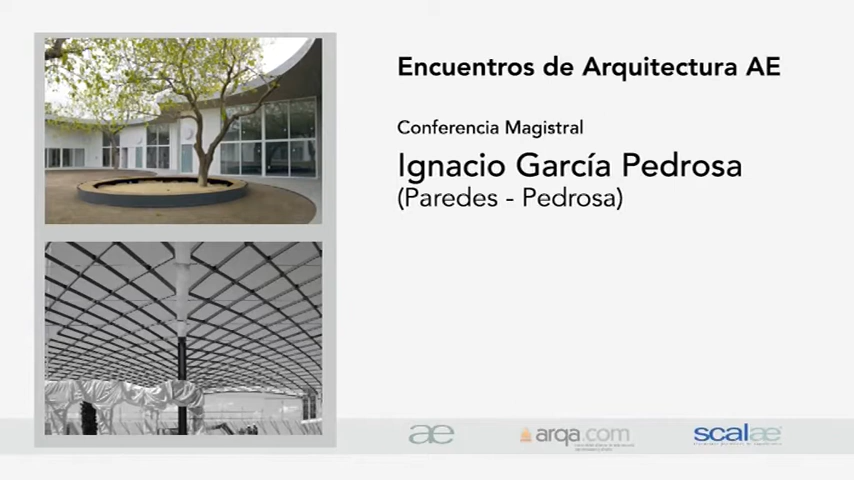 Encuentros de Arquitectura AE
Conferencia Magistral
Ignacio García Pedrosa
(Paredes - Pedrosa)
ae
arqa.com
scalae